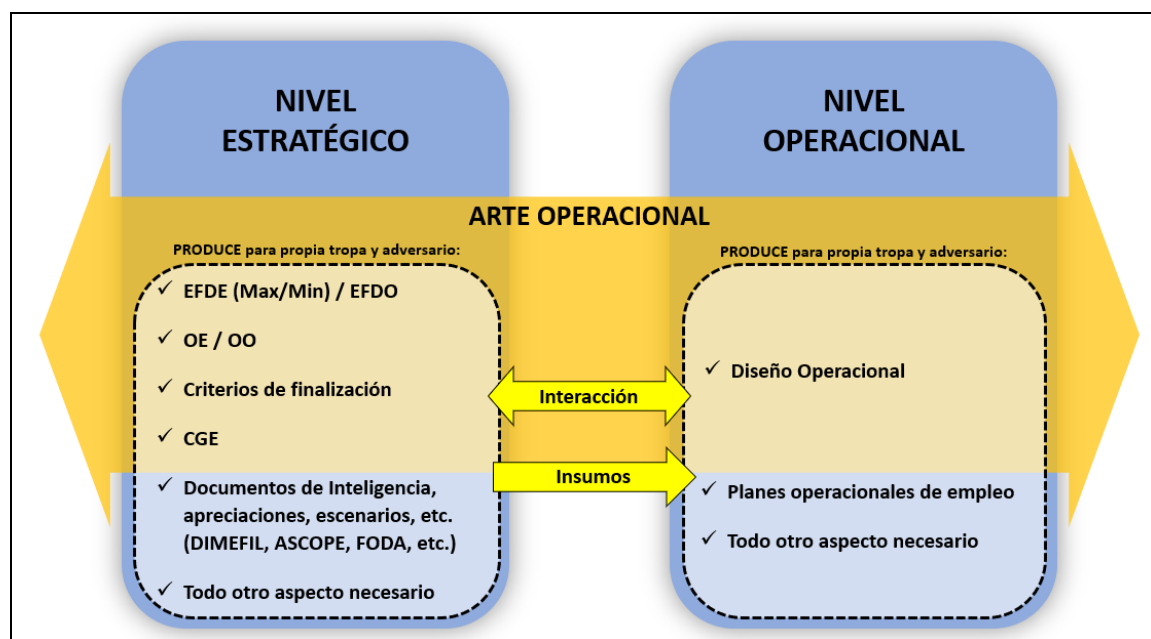 NIVEL
ESTRATÉGICO
NIVEL
OPERACIONAL
ARTE OPERACIONAL
PRODUCE para propia tropa y adversario:
✓ EFDE (Max/Min) / EFDO
✓ OE / OO
✓ Criterios de finalización
✓ CGE
✓ Documentos de Inteligencia,
apreciaciones, escenarios, etc.
(DIMEFIL, ASCOPE, FODA, etc.)
✓ Todo otro aspecto necesario
Interacción
Insumos
PRODUCE para propia tropa y adversario:
✓ Diseño Operacional
✓ Planes operacionales de empleo
✓ Todo otro aspecto necesario